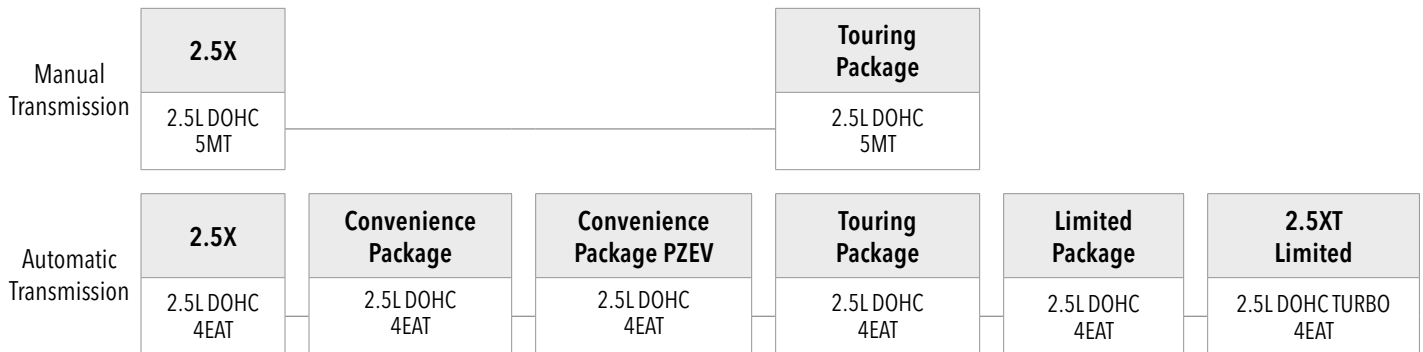 Manual
Transmission
2.5X
2.5L DOHC
5MT
Touring
Package
2.5L DOHC
5MT
Automatic
Transmission
2.5X
2.5L DOHC
4EAT
Convenience
Package
2.5L DOHC
4EAT
Convenience
Package PZEV
2.5L DOHC
4EAT
Touring
Package
2.5L DOHC
4EAT
Limited
Package
2.5L DOHC
4EAT
2.5XT
Limited
2.5L DOHC TURBO
4EAT